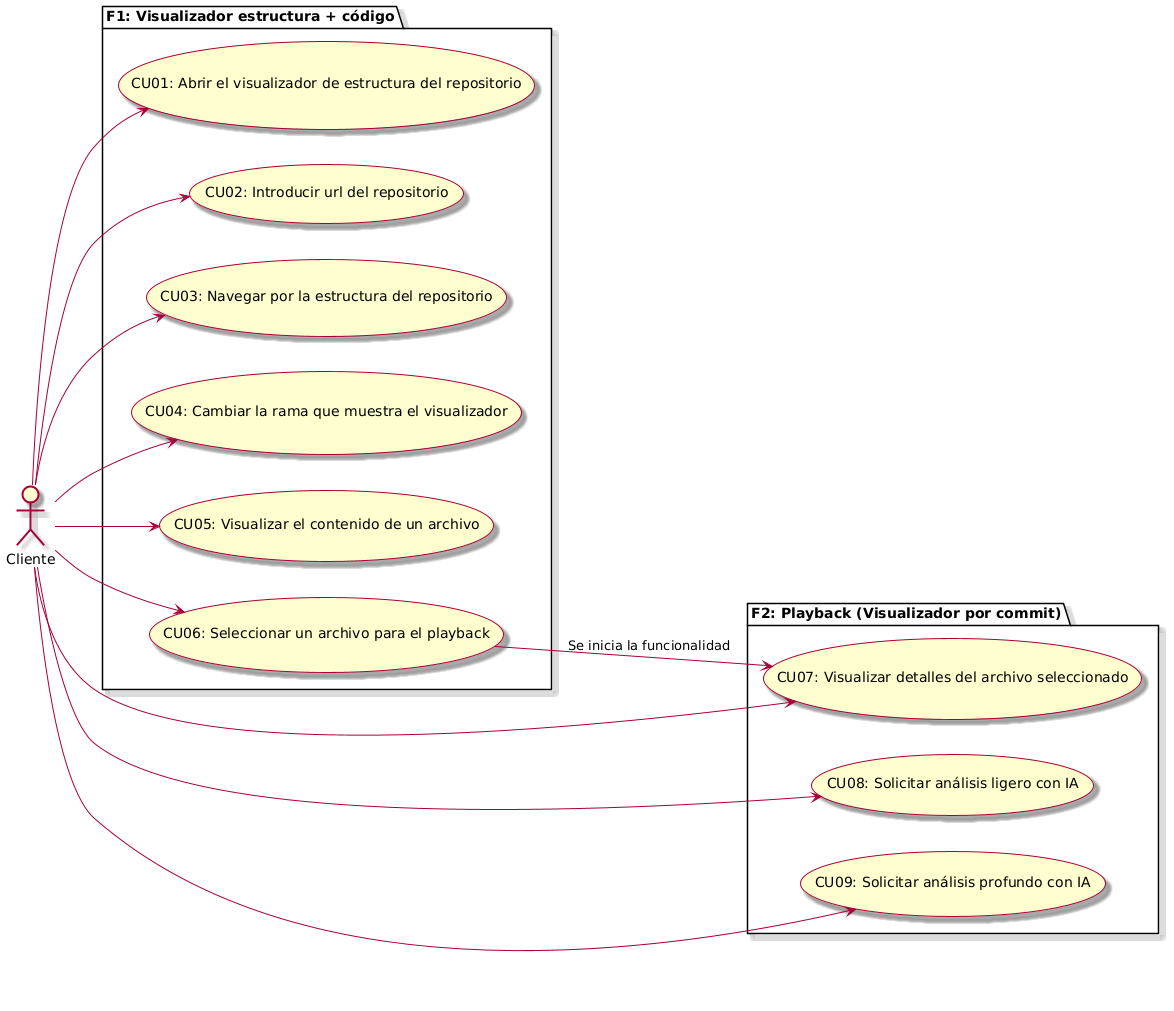 F1: Visualizador estructura + código
CU01: Abrir el visualizador de estructura del repositorio
CU02: Introducir url del repositorio
CU03: Navegar por la estructura del repositorio
CU04: Cambiar la rama que muestra el visualizador
CU05: Visualizar el contenido de un archivo
Cliente
CU06: Seleccionar un archivo para el playback
Se inicia la funcionalidad
F2: Playback (Visualizador por commit)
CU07: Visualizar detalles del archivo seleccionado
CU08: Solicitar análisis ligero con IA
CU09: Solicitar análisis profundo con IA